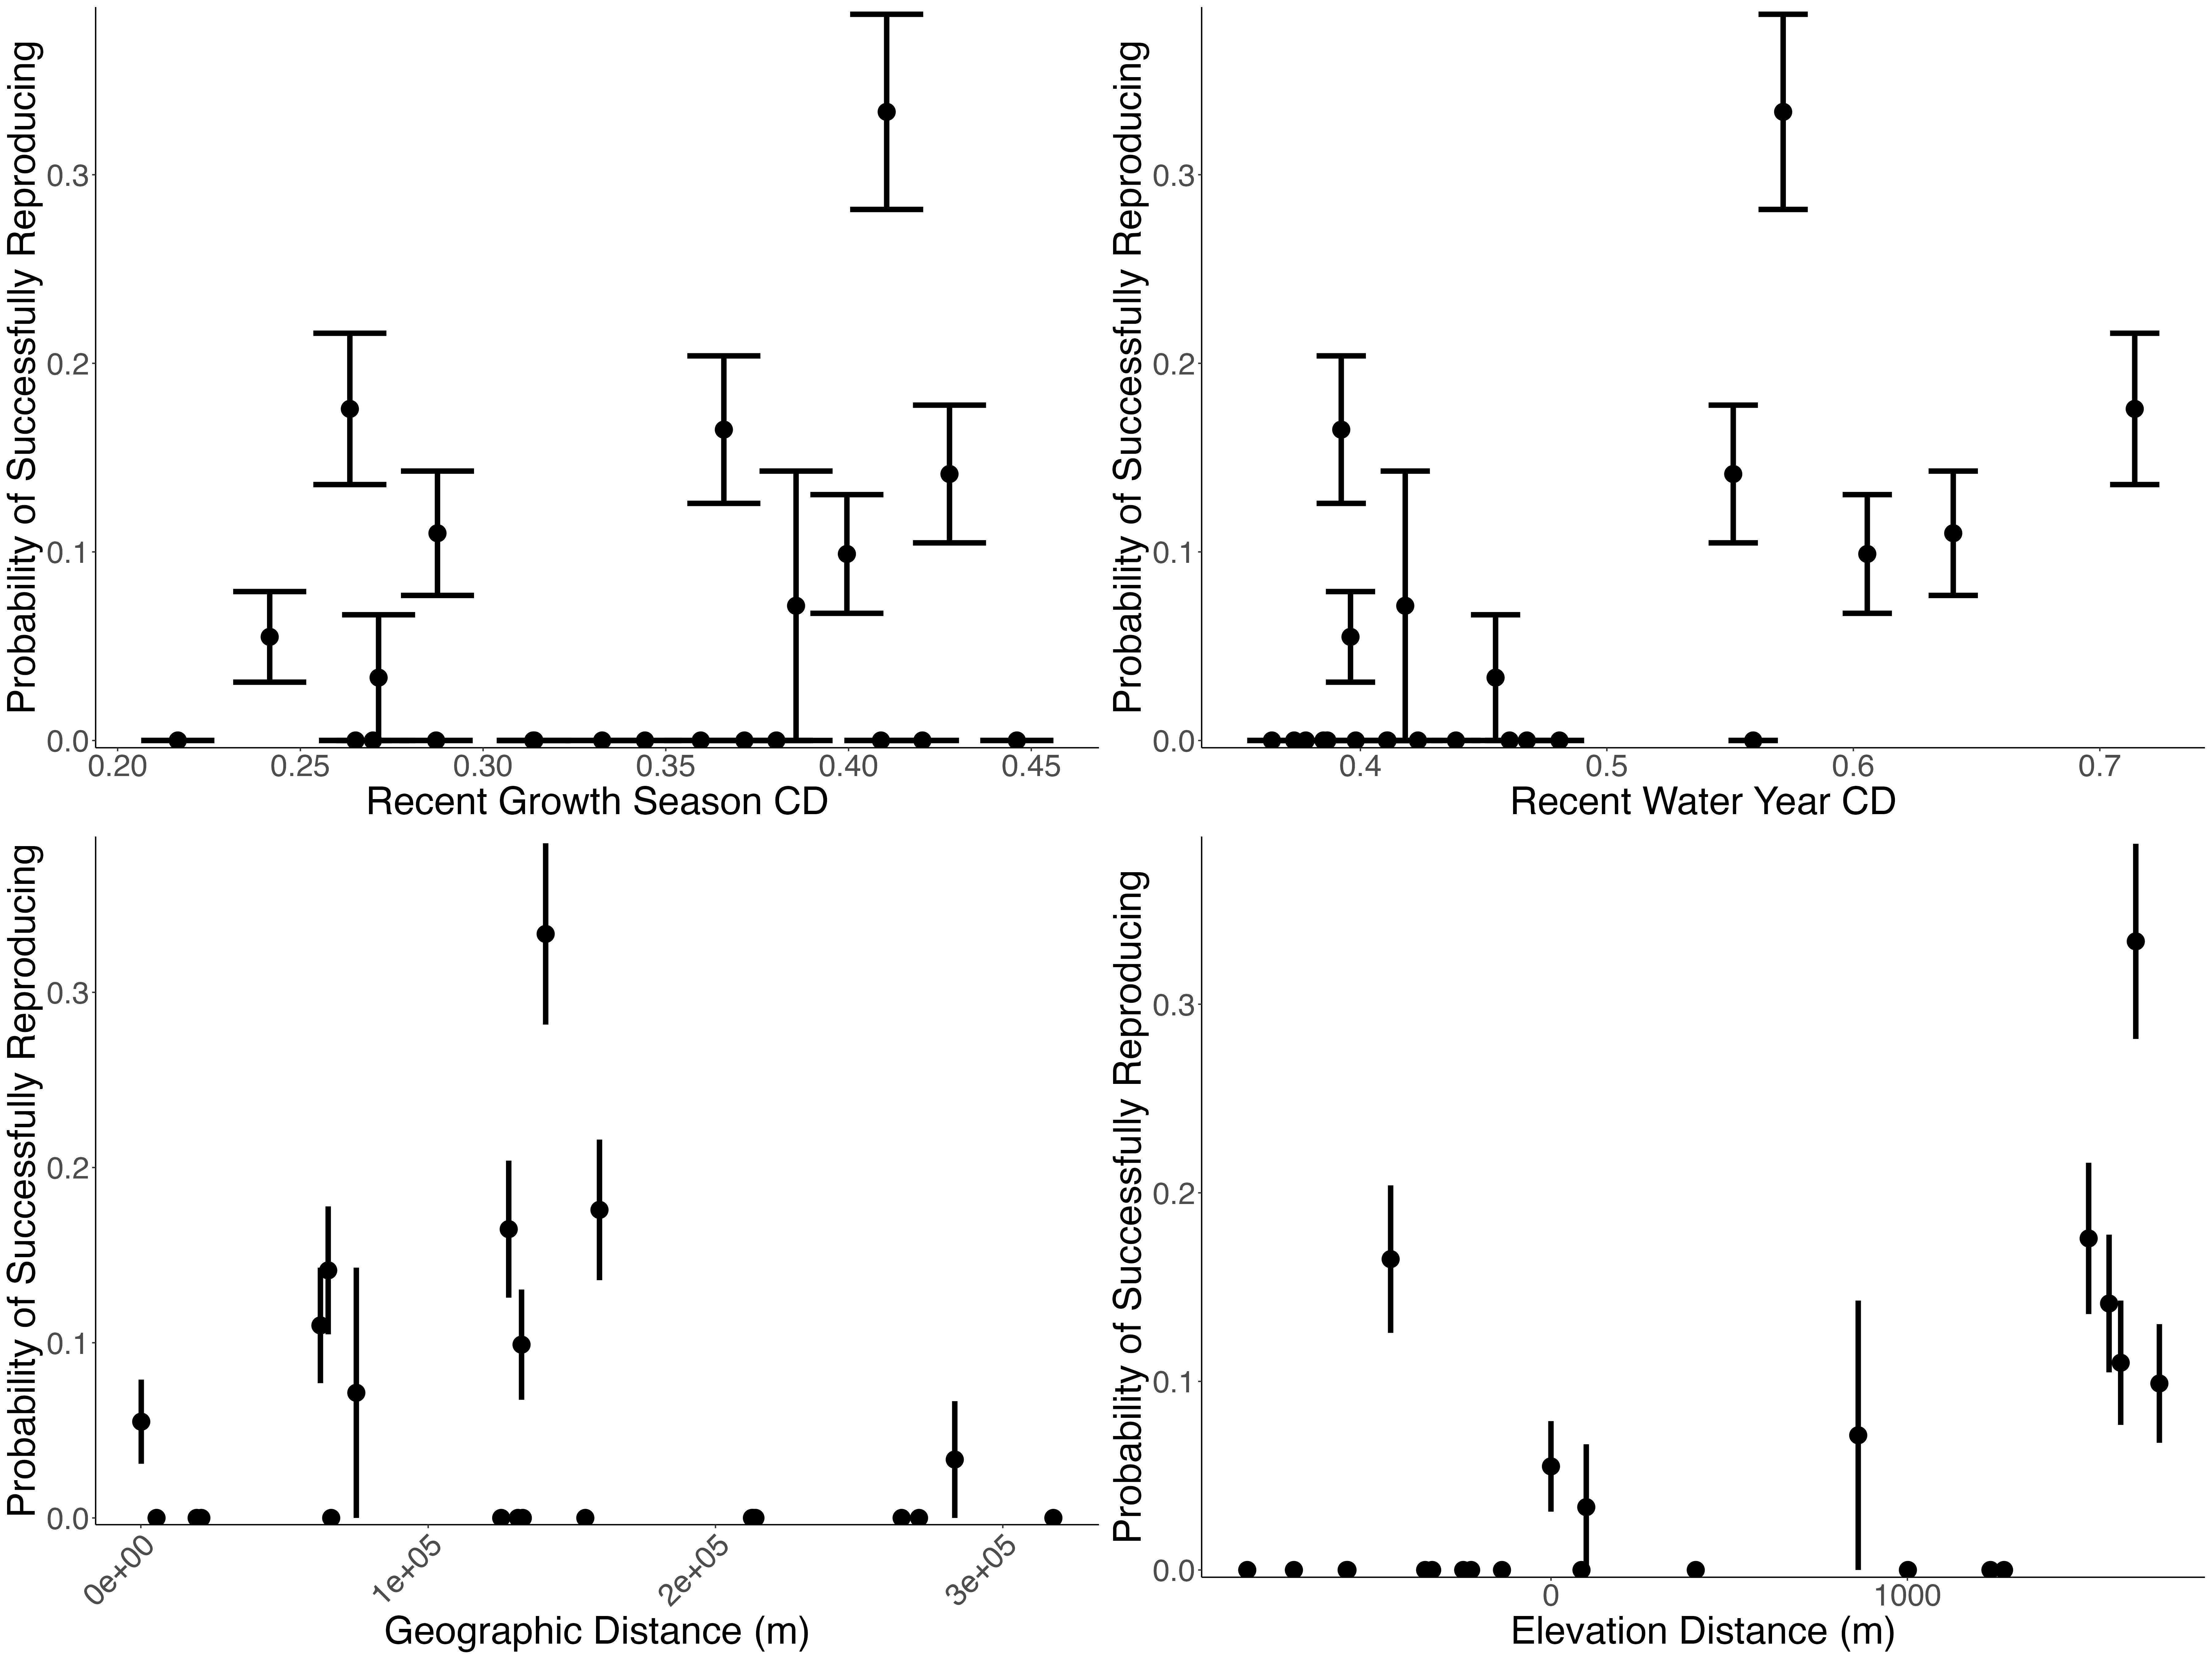 Probability of Successfully Reproducing
0.3
0.2
0.1
0.0
0.20 0.25 0.30 0.35 0.40 0.45
Recent Growth Season CD
Probability of Successfully Reproducing
0.3
0.2
0.1
0.0
0.4 0.5 0.6 0.7
Recent Water Year CD
Probability of Successfully Reproducing
0.3
0.2
0.1
0.0
0e+00 1e+05 2e+05 3e+05
Geographic Distance (m)
Probability of Successfully Reproducing
0.3
0.2
0.1
0.0
0 1000
Elevation Distance (m)